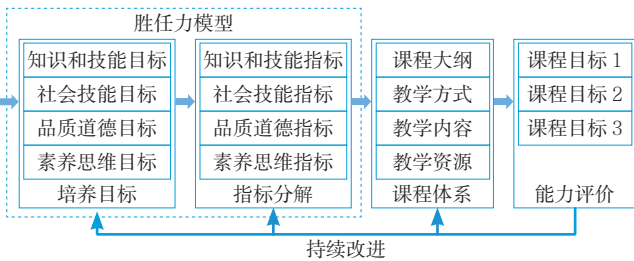 胜任力模型
知识和技能目标
社会技能目标
品质道德目标
素养思维目标
培养目标
知识和技能指标
社会技能指标
品质道德指标
素养思维指标
指标分解
课程大纲
教学方式
教学内容
教学资源
课程体系
课程目标1
课程目标2
课程目标3
能力评价
持续改进